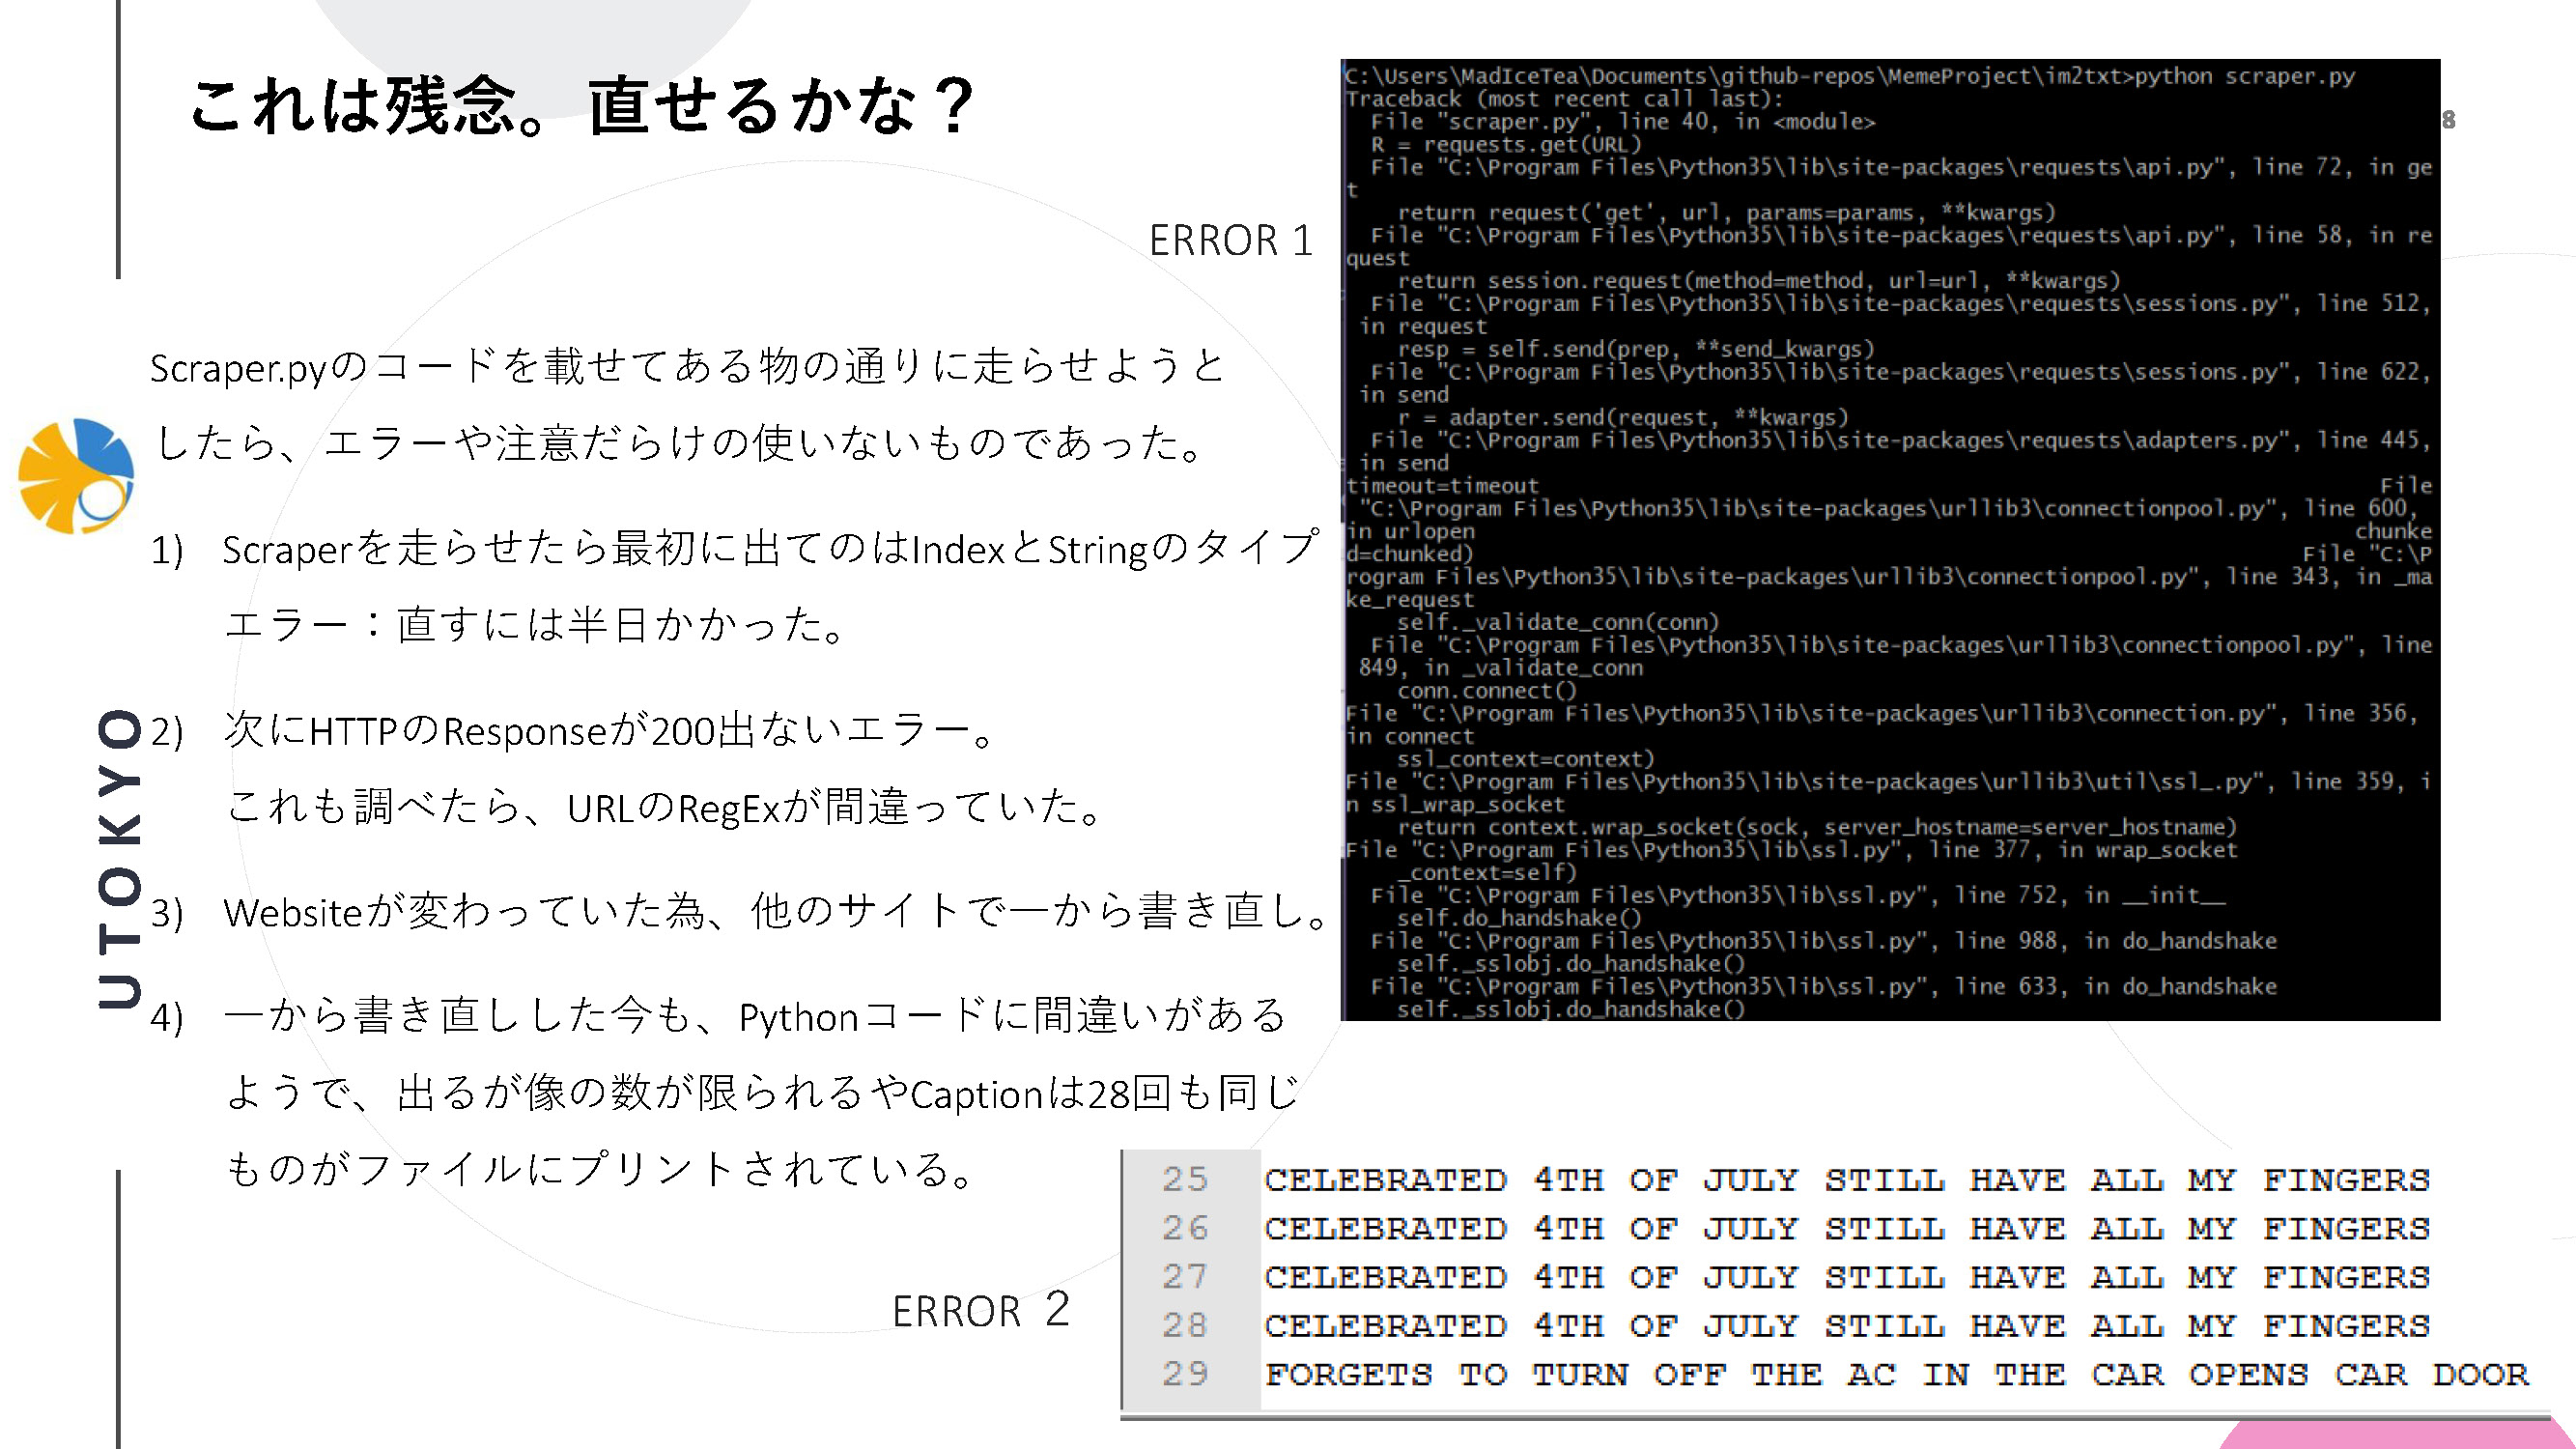 これは残念。直せるかな？
8
ERROR 1
Scraper.pyのコードを載せてある物の通りに走らせようと
したら、エラーや注意だらけの使いないものであった。
1) Scraperを走らせたら最初に出てのはIndexとStringのタイプ
エラー：直すには半日かかった。
2) 次にHTTPのResponseが200出ないエラー。
これも調べたら、URLのRegExが間違っていた。
3) Websiteが変わっていた為、他のサイトで一から書き直し。
4) 一から書き直しした今も、Pythonコードに間違いがある
ようで、出るが像の数が限られるやCaptionは28回も同じ
ものがファイルにプリントされている。
UTOKYO
C:\Users\MadIceTea\Documents\github-repos\MemeProject\im2txt>python scraper.py
Traceback (most recent call last):
File "scraper.py", line 40, in <module>
R = requests.get(URL)
File "C:\Program Files\Python35\lib\site-packages\requests\api.py", line 72, in ge
t
return request('get', url, params=params, **kwargs)
File "C:\Program Files\Python35\lib\site-packages\requests\api.py", line 58, in re
quest
return session.request(method=method, url=url, **kwargs)
File "C:\Program Files\Python35\lib\site-packages\requests\sessions.py", line 512,
in request
resp = self.send(prep, **send_kwargs)
File "C:\Program Files\Python35\lib\site-packages\requests\sessions.py", line 622,
in send
r = adapter.send(request, **kwargs)
File "C:\Program Files\Python35\lib\site-packages\requests\adapters.py", line 445,
in send
timeout=timeout File
"C:\Program Files\Python35\lib\site-packages\urllib3\connectionpool.py", line 600,
in urlopen chunke
d=chunked) File "C:\P
rogram Files\Python35\lib\site-packages\urllib3\connectionpool.py", line 343, in _ma
ke_request
self._validate_conn(conn)
File "C:\Program Files\Python35\lib\site-packages\urllib3\connectionpool.py", line
849, in _validate_conn
conn.connect()
File "C:\Program Files\Python35\lib\site-packages\urllib3\connection.py", line 356,
in connect
ssl_context=context)
File "C:\Program Files\Python35\lib\site-packages\urllib3\util\ssl_.py", line 359, i
n ssl_wrap_socket
return context.wrap_socket(sock, server_hostname=server_hostname)
File "C:\Program Files\Python35\lib\ssl.py", line 377, in wrap_socket
_context=self)
File "C:\Program Files\Python35\lib\ssl.py", line 752, in __init__
self.do_handshake()
File "C:\Program Files\Python35\lib\ssl.py", line 988, in do_handshake
self._sslobj.do_handshake()
File "C:\Program Files\Python35\lib\ssl.py", line 633, in do_handshake
self._sslobj.do_handshake()
ERROR ２
25 CELEBRATED 4TH OF JULY STILL HAVE ALL MY FINGERS
26 CELEBRATED 4TH OF JULY STILL HAVE ALL MY FINGERS
27 CELEBRATED 4TH OF JULY STILL HAVE ALL MY FINGERS
28 CELEBRATED 4TH OF JULY STILL HAVE ALL MY FINGERS
29 FORGETS TO TURN OFF THE AC IN THE CAR OPENS CAR DOOR